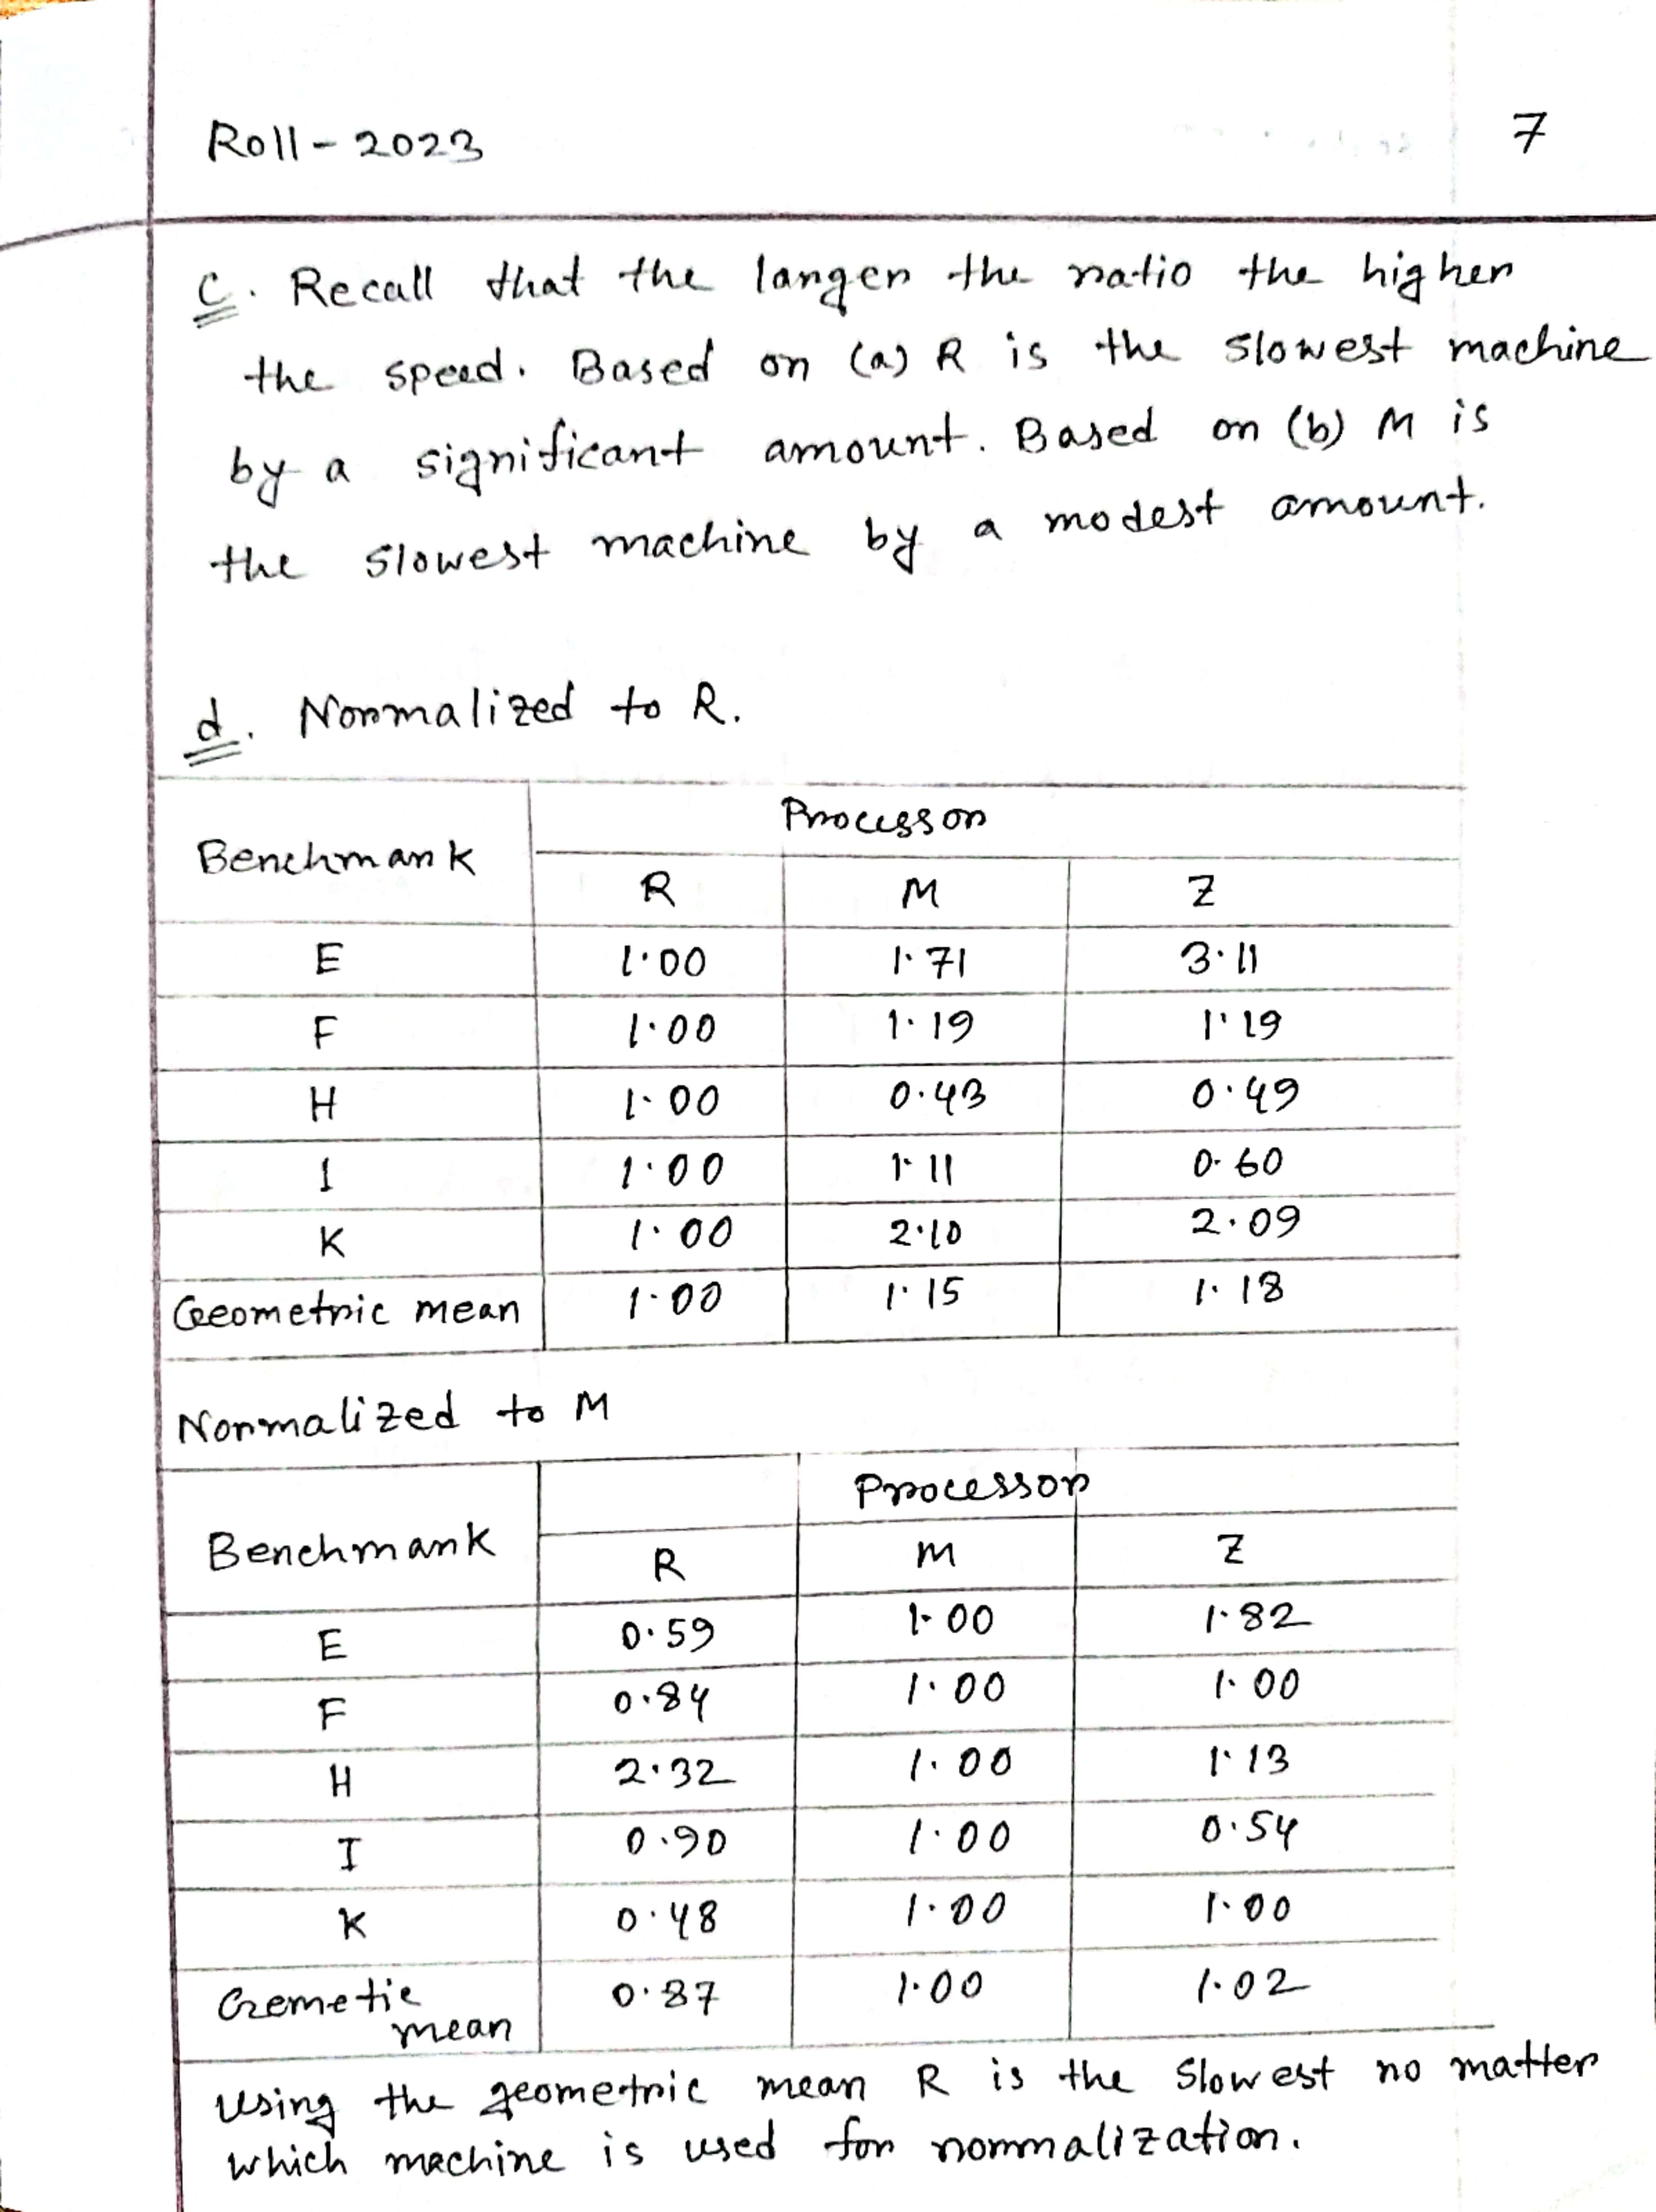 Roll - 2023
7
c. Recall that the larger the ratio the higher
the speed. Based on (a) R is the slowest machine
by a significant amount. Based on (b) M is
the slowest machine by a modest amount.
d. Normalized to R.
Benchmark Processor
R M Z
E 1.00 1.71 3.11
F 1.00 1.19 1.19
H 1.00 0.43 0.49
I 1.00 1.11 0.60
K 1.00 2.10 2.09
Geometric mean 1.00 1.15 1.18
Normalized to M
Benchmark Processor
R M Z
E 0.59 1.00 1.82
F 0.84 1.00 1.00
H 2.32 1.00 1.13
I 0.90 1.00 0.54
K 0.48 1.00 1.00
Gemetic 0.87 1.00 1.02
mean
Using the geometric mean R is the slowest no matter
which machine is used for normalization.